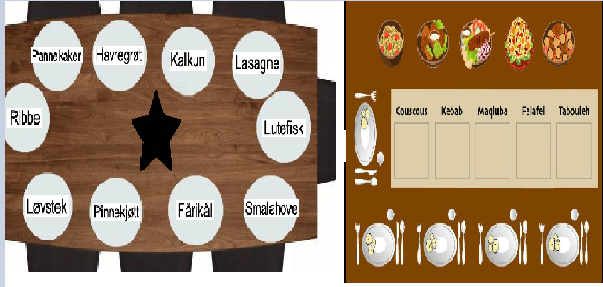 Pannekaker
Havregrøt
Kalkun
Lasagne
Ribbe
Lutefisk
Løvstek
Pinnekjøtt
Fårikål
Smalahove
Couscous Kebab Maqluba Falafel Tabouleh